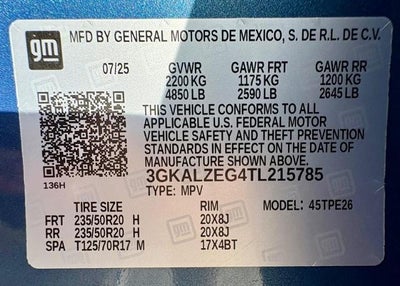 gm MFD BY GENERAL MOTORS DE MEXICO, S. DE R.L. DE C.V.
07/25 GVWR GAWR FRT GAWR RR
2200 KG 1175 KG 1200 KG
4850 LB 2590 LB 2645 LB
THIS VEHICLE CONFORMS TO ALL
APPLICABLE U.S. FEDERAL MOTOR
VEHICLE SAFETY AND THEFT PREVENTION
STANDARDS IN EFFECT ON THE DATE OF
MANUFACTURE SHOWN ABOVE.
136H
3GKALZEG4TL215785
TYPE: MPV
TIRE SIZE RIM MODEL: 45TPE26
FRT 235/50R20 H 20X8J
RR 235/50R20 H 20X8J
SPA T125/70R17 M 17X4BT